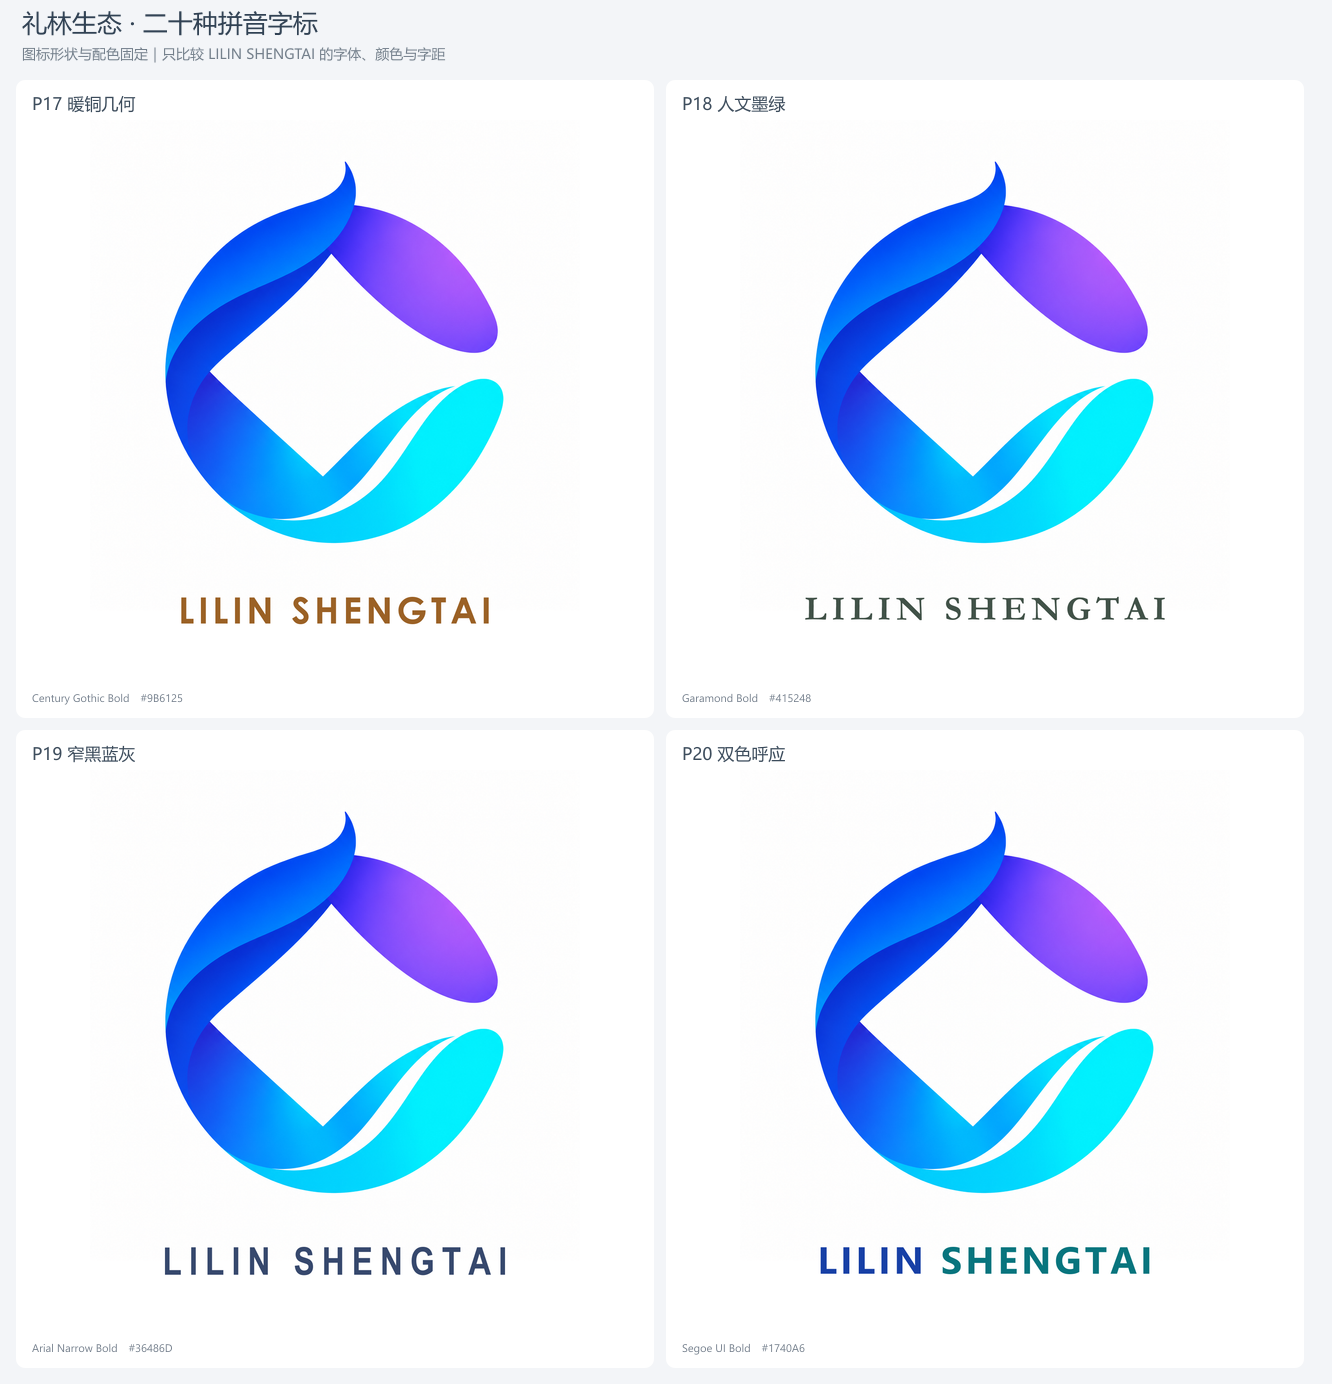 礼林生态 · 二十种拼音字标
图标形状与配色固定 | 只比较 LILIN SHENGTAI 的字体、颜色与字距
P17 暖铜几何
LILIN SHENGTAI
Century Gothic Bold #9B6125
P18 人文墨绿
LILIN SHENGTAI
Garamond Bold #415248
P19 窄黑蓝灰
LILIN SHENGTAI
Arial Narrow Bold #36486D
P20 双色呼应
LILIN SHENGTAI
Segoe UI Bold #1740A6